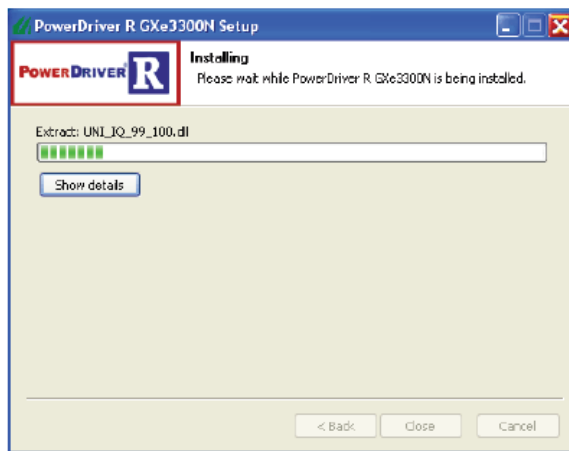 PowerDriver R GXe3300N Setup
POWERDRIVER R
Installing
Please wait while PowerDriver R GXe3300N is being installed.
Extract: UNI_IQ_99_100.dl
Show details
< Back Close Cancel